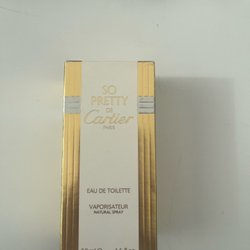 SO
PRETTY
DE
Cartier
PARIS
EAU DE TOILETTE
VAPORISATEUR
NATURAL SPRAY